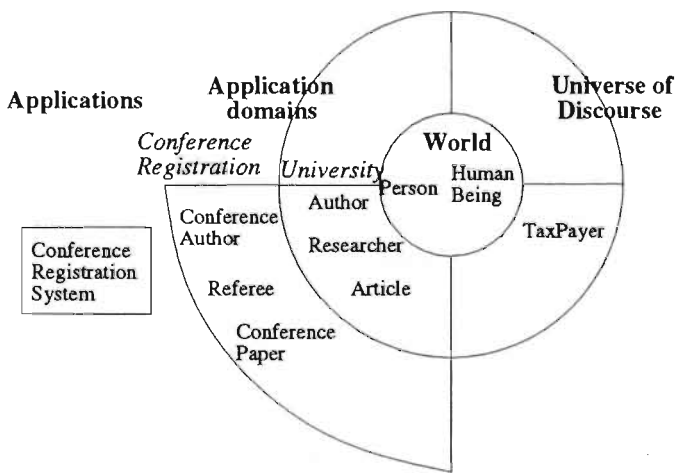 Applications
Application
domains
Universe of
Discourse
World
Conference
Registration
University
Person
Human
Being
Author
Conference
Author
Researcher
TaxPayer
Conference
Registration
System
Referee
Article
Conference
Paper